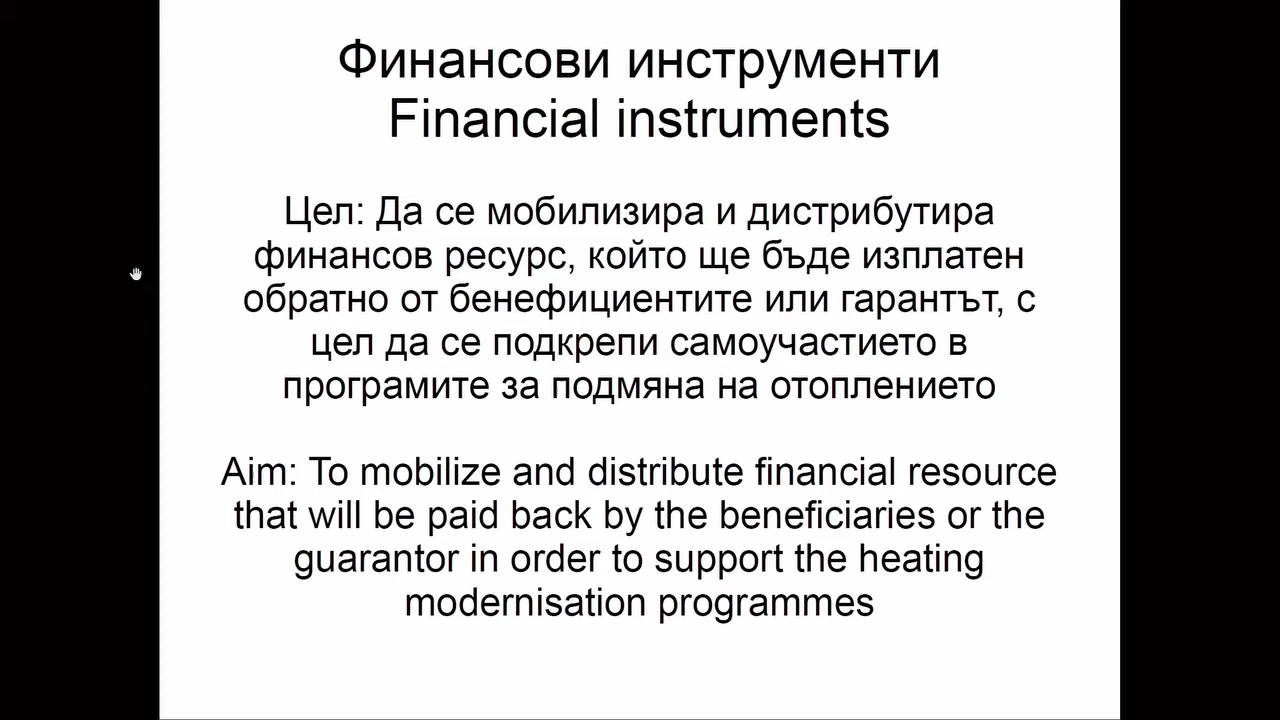 Финансови инструменти
Financial instruments
Цел: Да се мобилизира и дистрибутира
финансов ресурс, който ще бъде изплатен
обратно от бенефициентите или гарантът, с
цел да се подкрепи самоучастието в
програмите за подмяна на отоплението
Aim: To mobilize and distribute financial resource
that will be paid back by the beneficiaries or the
guarantor in order to support the heating
modernisation programmes